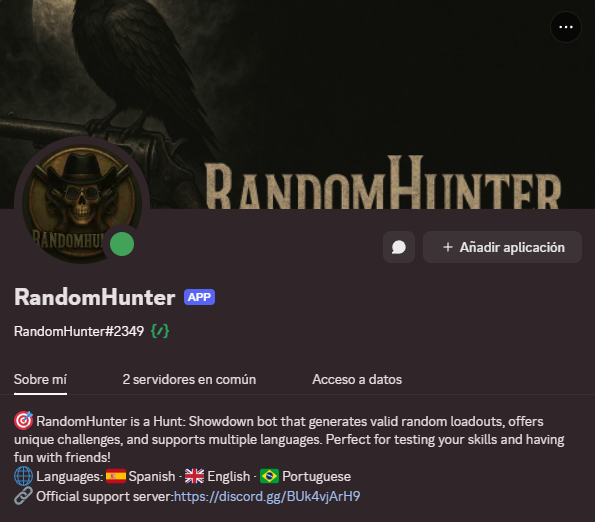 RANDOMHUNTER
RANDOMHUN
+ Añadir aplicación
RandomHunter APP
RandomHunter#2349 {/}
Sobre mí 2 servidores en común Acceso a datos
🎯 RandomHunter is a Hunt: Showdown bot that generates valid random loadouts, offers
unique challenges, and supports multiple languages. Perfect for testing your skills and having
fun with friends!
🌐 Languages: 🇪🇸 Spanish · 🇬🇧 English · 🇧🇷 Portuguese
🔗 Official support server:https://discord.gg/BUk4vjArH9